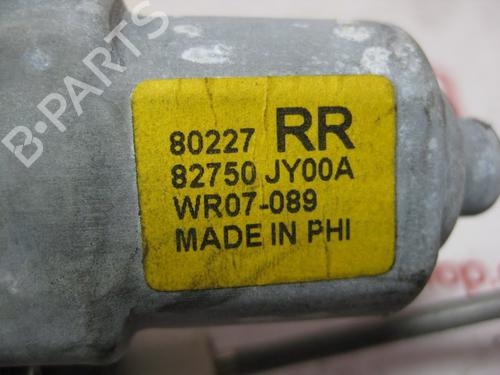 B-PARTS
80227 RR
82750 JY00A
WR07-089
MADE IN PHI